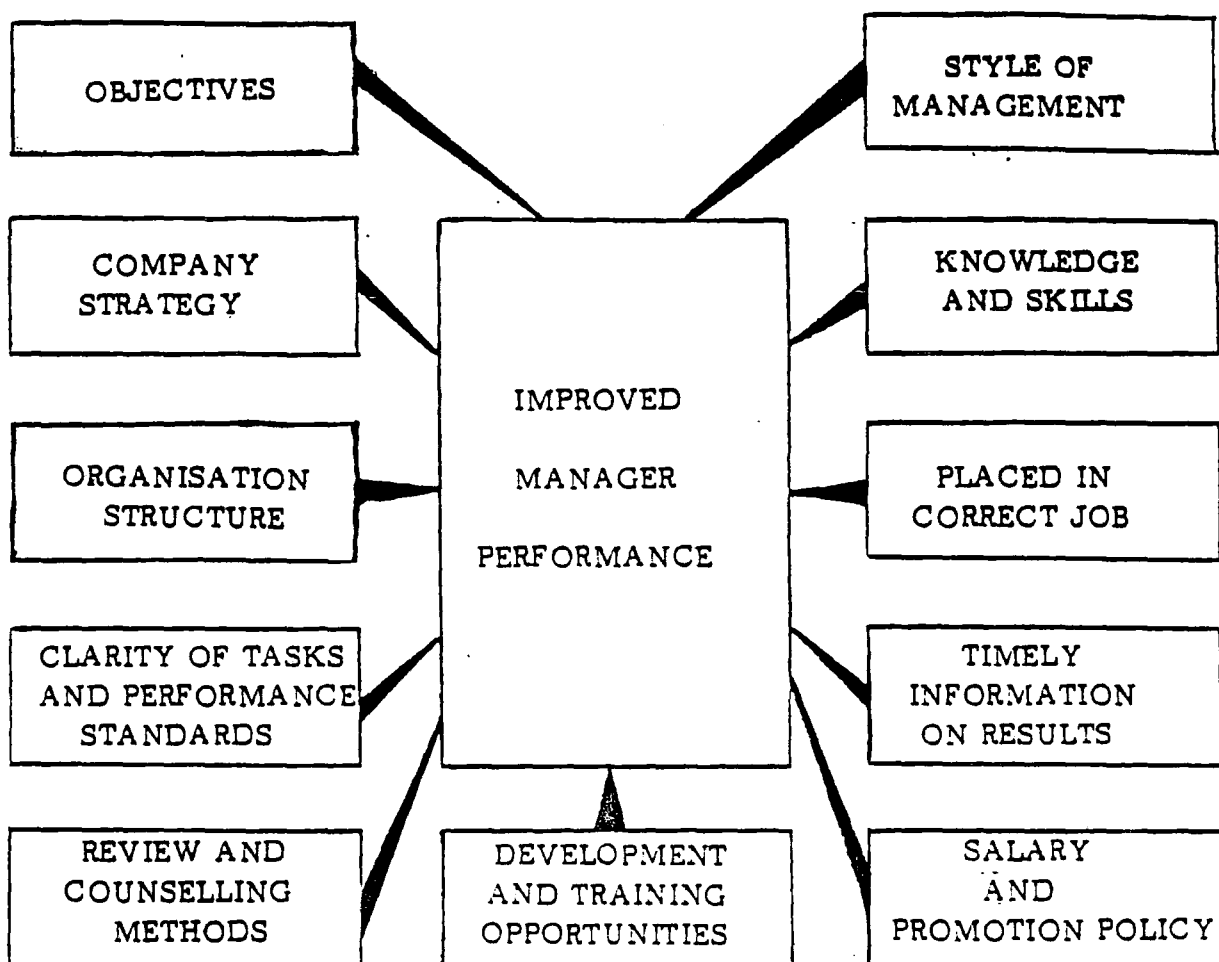 OBJECTIVES
STYLE OF
MANAGEMENT
COMPANY
STRATEGY
KNOWLEDGE
AND SKILLS
IMPROVED
MANAGER
PERFORMANCE
ORGANISATION
STRUCTURE
PLACED IN
CORRECT JOB
CLARITY OF TASKS
AND PERFORMANCE
STANDARDS
TIMELY
INFORMATION
ON RESULTS
REVIEW AND
COUNSELLING
METHODS
DEVELOPMENT
AND TRAINING
OPPORTUNITIES
SALARY
AND
PROMOTION POLICY